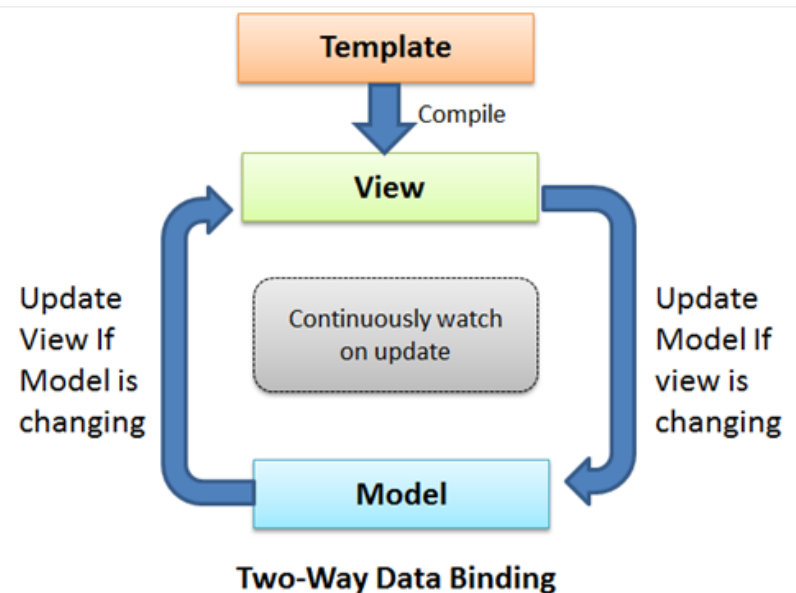 Template
Compile
View
Update
View If
Model is
changing
Continuously watch
on update
Update
Model If
view is
changing
Model
Two-Way Data Binding